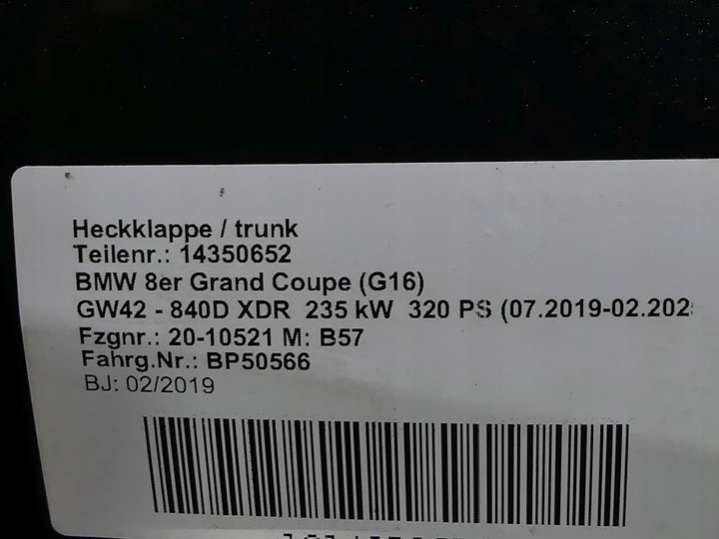 Heckklappe / trunk
Teilenr.: 14350652
BMW 8er Grand Coupe (G16)
GW42 - 840D XDR 235 kW 320 PS (07.2019-02.202
Fzgnr.: 20-10521 M: B57
Fahrg.Nr.: BP50566
BJ: 02/2019